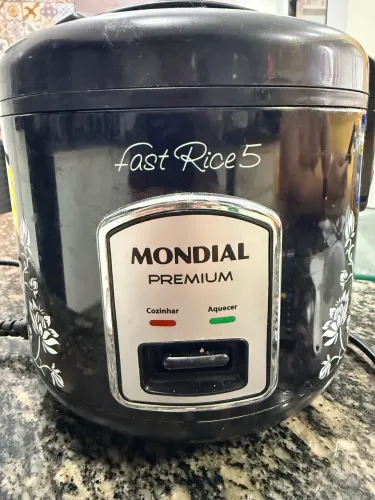 fast Rice 5
MONDIAL
PREMIUM
Cozinhar Aquecer